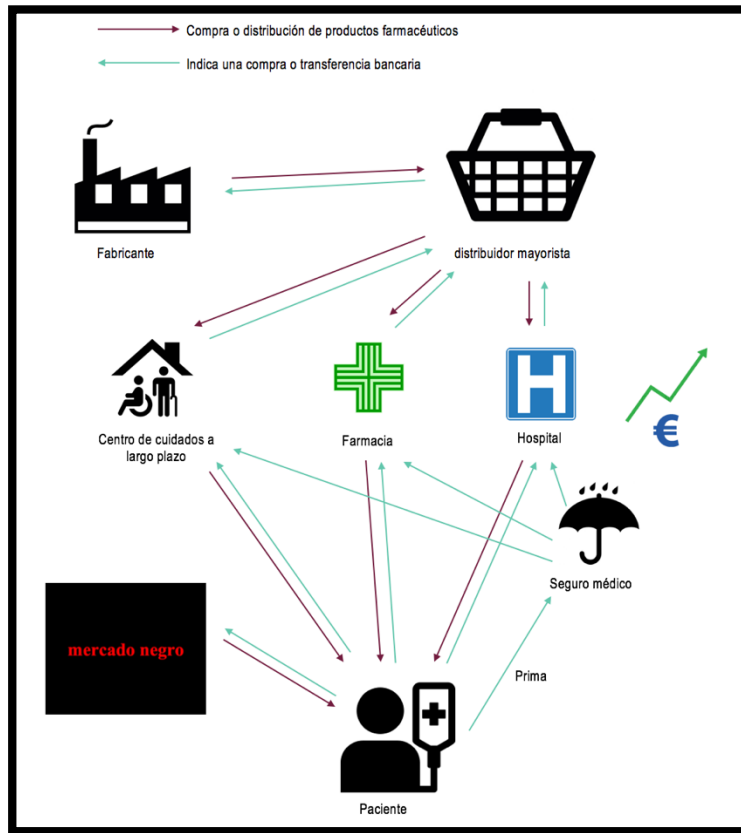 Compra o distribución de productos farmacéuticos
Indica una compra o transferencia bancaria
Fabricante
distribuidor mayorista
Centro de cuidados a
largo plazo
Farmacia
H
Hospital
€
Seguro médico
mercado negro
Prima
Paciente